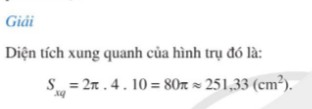 Giải
Diện tích xung quanh của hình trụ đó là:
S_xq = 2π . 4 . 10 = 80π ≈ 251,33 (cm²).